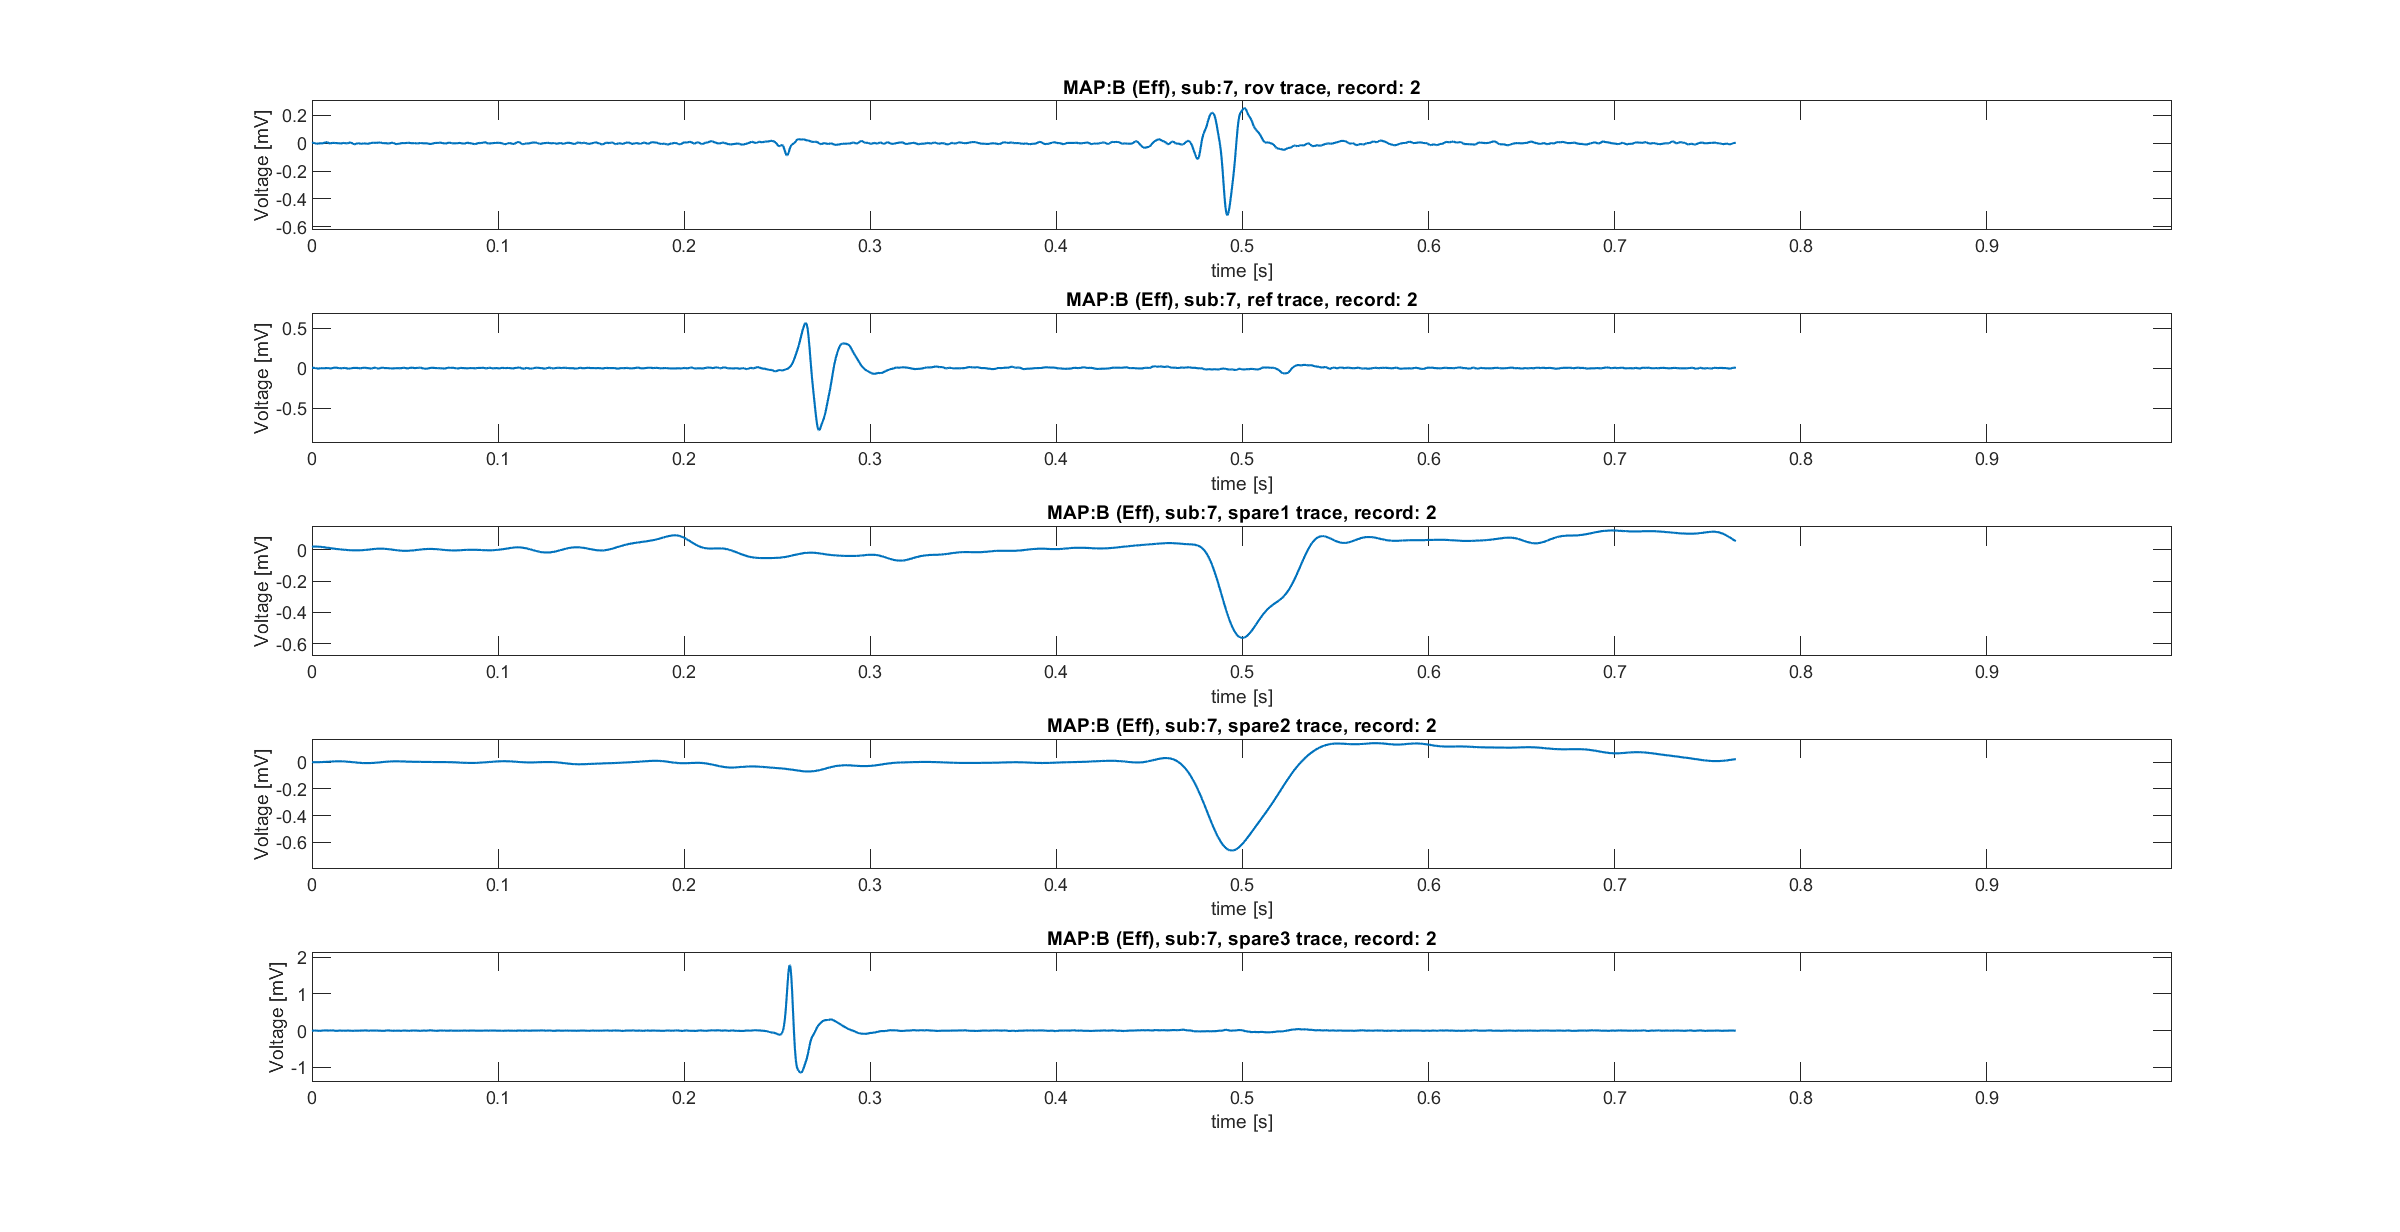 MAP:B (Eff), sub:7, rov trace, record: 2
Voltage [mV]
0.2
0
-0.2
-0.4
-0.6
0 0.1 0.2 0.3 0.4 0.5 0.6 0.7 0.8 0.9
time [s]
MAP:B (Eff), sub:7, ref trace, record: 2
Voltage [mV]
0.5
0
-0.5
0 0.1 0.2 0.3 0.4 0.5 0.6 0.7 0.8 0.9
time [s]
MAP:B (Eff), sub:7, spare1 trace, record: 2
Voltage [mV]
0
-0.2
-0.4
-0.6
0 0.1 0.2 0.3 0.4 0.5 0.6 0.7 0.8 0.9
time [s]
MAP:B (Eff), sub:7, spare2 trace, record: 2
Voltage [mV]
0
-0.2
-0.4
-0.6
0 0.1 0.2 0.3 0.4 0.5 0.6 0.7 0.8 0.9
time [s]
MAP:B (Eff), sub:7, spare3 trace, record: 2
Voltage [mV]
2
1
0
-1
0 0.1 0.2 0.3 0.4 0.5 0.6 0.7 0.8 0.9
time [s]